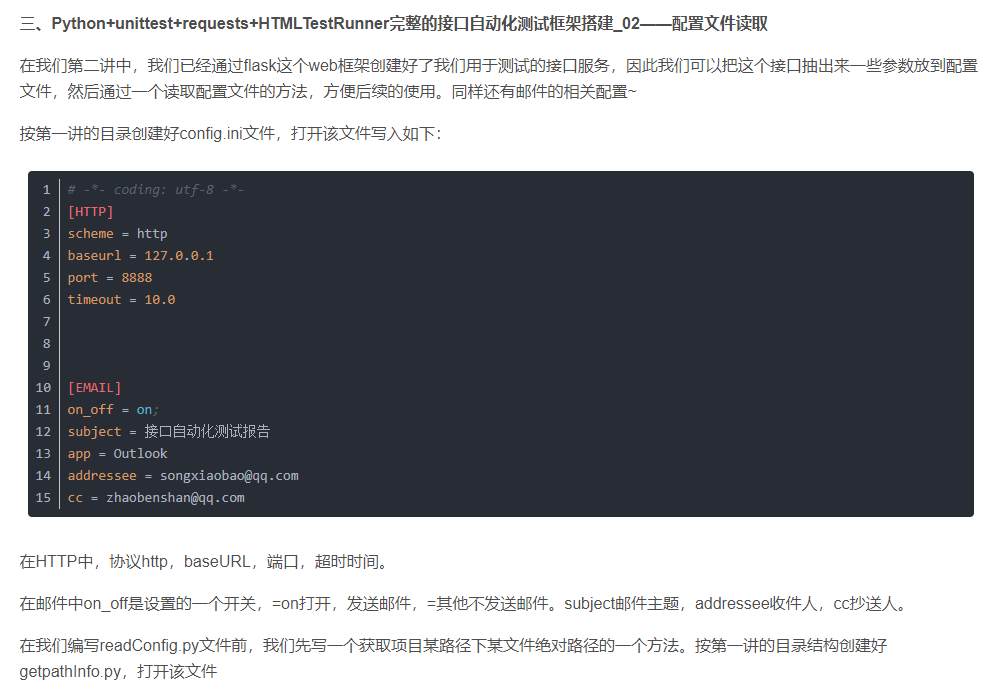 三、Python+unittest+requests+HTMLTestRunner完整的接口自动化测试框架搭建_02——配置文件读取
在我们第二讲中，我们已经通过flask这个web框架创建好了我们用于测试的接口服务，因此我们可以把这个接口抽出来一些参数放到配置
文件，然后通过一个读取配置文件的方法，方便后续的使用。同样还有邮件的相关配置~
按第一讲的目录创建好config.ini文件，打开该文件写入如下：
1 # -*- coding: utf-8 -*-
2 [HTTP]
3 scheme = http
4 baseurl = 127.0.0.1
5 port = 8888
6 timeout = 10.0
7
8
9
10 [EMAIL]
11 on_off = on;
12 subject = 接口自动化测试报告
13 app = Outlook
14 addressee = songxiaobao@qq.com
15 cc = zhaobenshan@qq.com
在HTTP中，协议http，baseURL，端口，超时时间。
在邮件中on_off是设置的一个开关，=on打开，发送邮件，=其他不发送邮件。subject邮件主题，addressee收件人，cc抄送人。
在我们编写readConfig.py文件前，我们先写一个获取项目某路径下某文件绝对路径的一个方法。按第一讲的目录结构创建好
getpathInfo.py，打开该文件